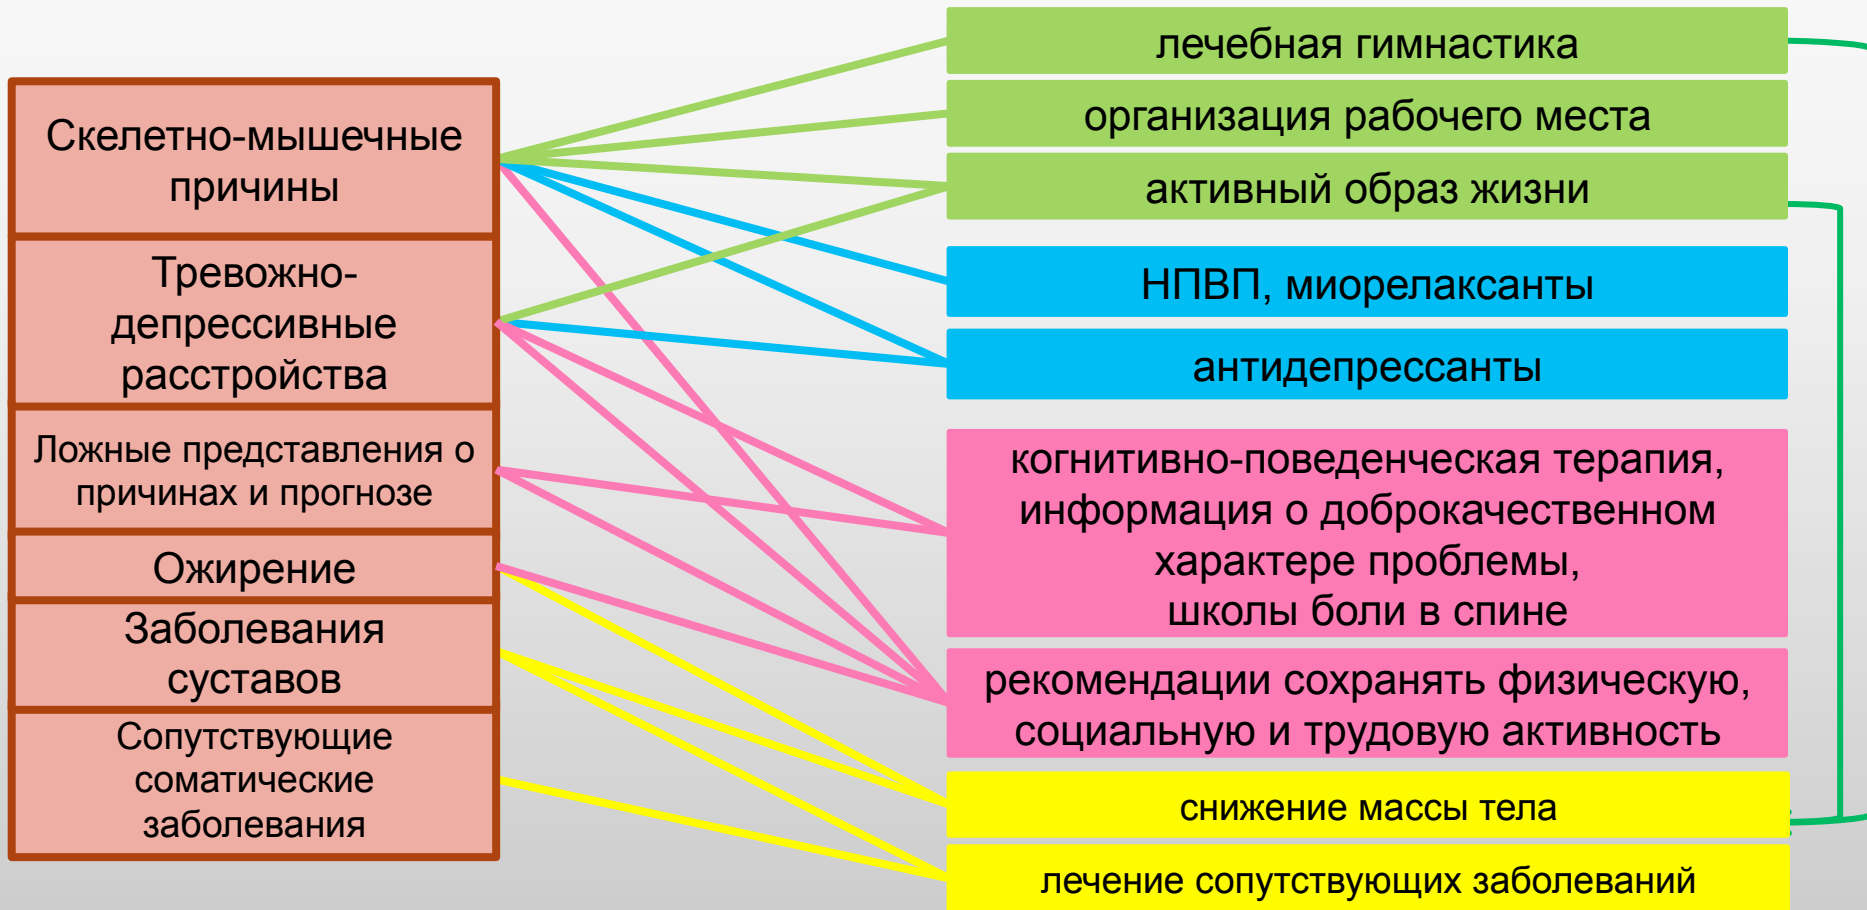 Скелетно-мышечные
причины
Тревожно-
депрессивные
расстройства
Ложные представления о
причинах и прогнозе
Ожирение
Заболевания
суставов
Сопутствующие
соматические
заболевания
лечебная гимнастика
организация рабочего места
активный образ жизни
НПВП, миорелаксанты
антидепрессанты
когнитивно-поведенческая терапия,
информация о доброкачественном
характере проблемы,
школы боли в спине
рекомендации сохранять физическую,
социальную и трудовую активность
снижение массы тела
лечение сопутствующих заболеваний